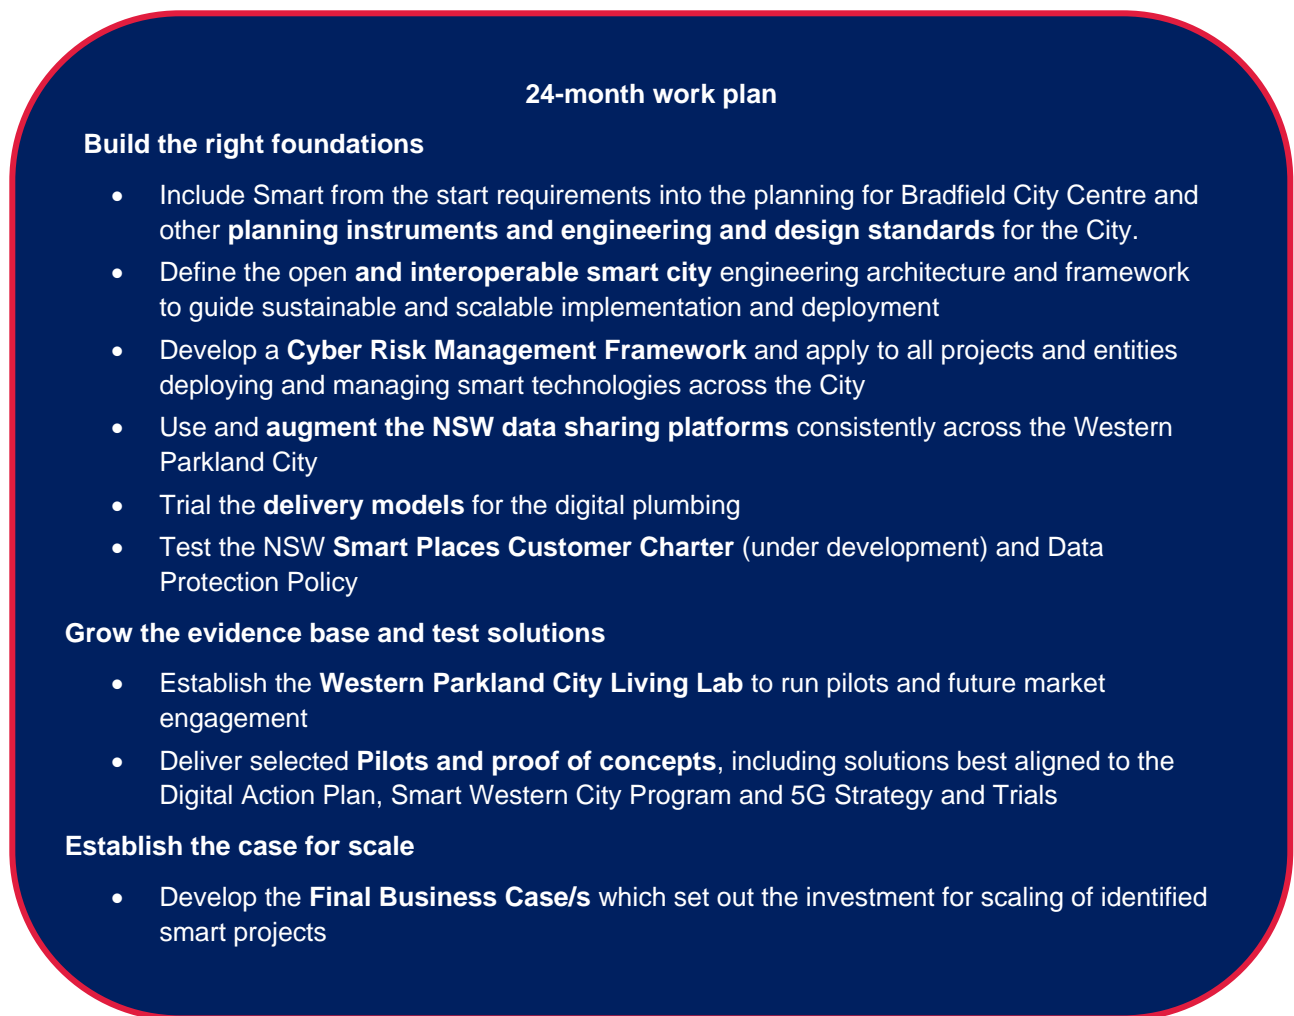 24-month work plan
Build the right foundations
• Include Smart from the start requirements into the planning for Bradfield City Centre and
other planning instruments and engineering and design standards for the City.
• Define the open and interoperable smart city engineering architecture and framework
to guide sustainable and scalable implementation and deployment
• Develop a Cyber Risk Management Framework and apply to all projects and entities
deploying and managing smart technologies across the City
• Use and augment the NSW data sharing platforms consistently across the Western
Parkland City
• Trial the delivery models for the digital plumbing
• Test the NSW Smart Places Customer Charter (under development) and Data
Protection Policy
Grow the evidence base and test solutions
• Establish the Western Parkland City Living Lab to run pilots and future market
engagement
• Deliver selected Pilots and proof of concepts, including solutions best aligned to the
Digital Action Plan, Smart Western City Program and 5G Strategy and Trials
Establish the case for scale
• Develop the Final Business Case/s which set out the investment for scaling of identified
smart projects